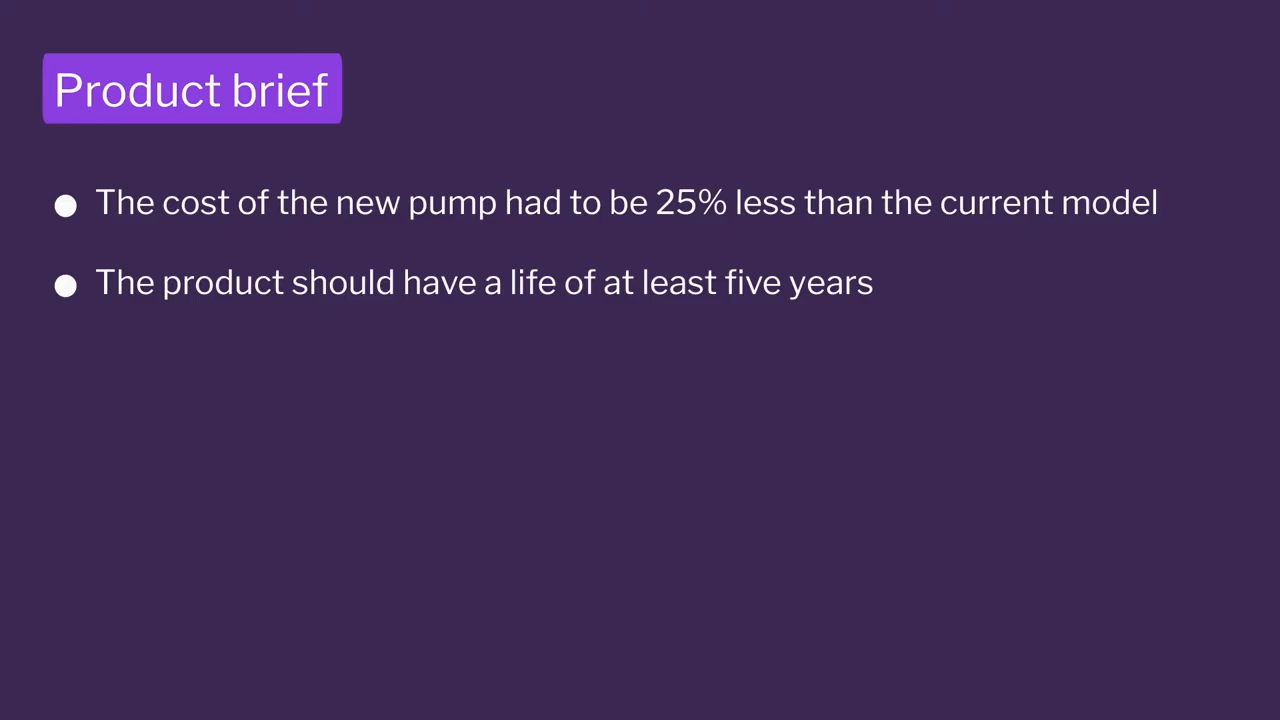 Product brief
The cost of the new pump had to be 25% less than the current model
The product should have a life of at least five years